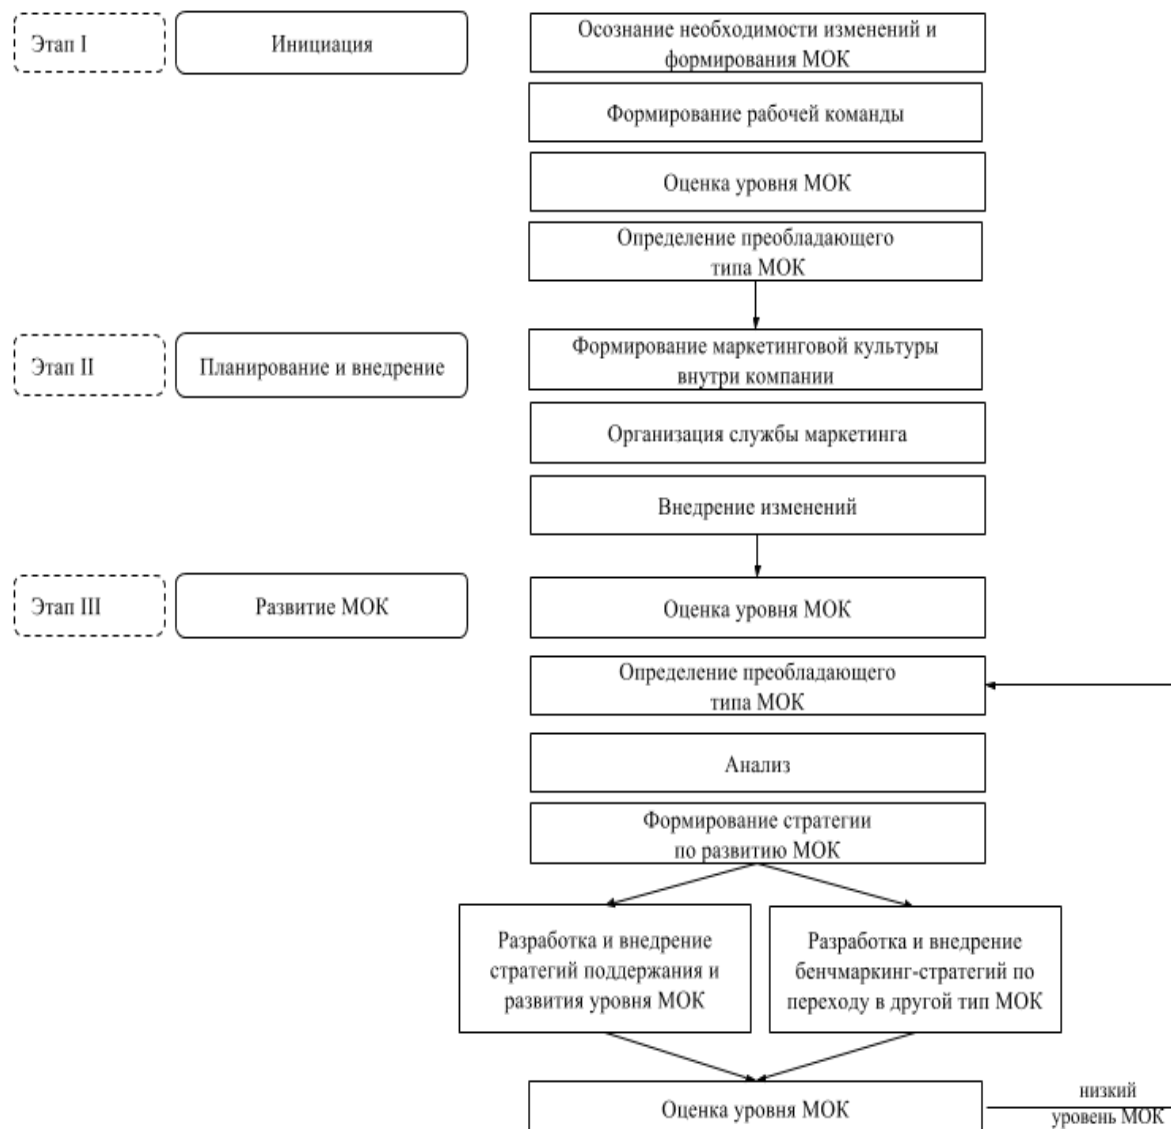 Этап I
Инициация
Осознание необходимости изменений и
формирования МОК
Формирование рабочей команды
Оценка уровня МОК
Определение преобладающего
типа МОК
Этап II
Планирование и внедрение
Формирование маркетинговой культуры
внутри компании
Организация службы маркетинга
Внедрение изменений
Этап III
Развитие МОК
Оценка уровня МОК
Определение преобладающего
типа МОК
Анализ
Формирование стратегии
по развитию МОК
Разработка и внедрение
стратегий поддержания и
развития уровня МОК
Разработка и внедрение
бенчмаркинг-стратегий по
переходу в другой тип МОК
Оценка уровня МОК
низкий
уровень МОК